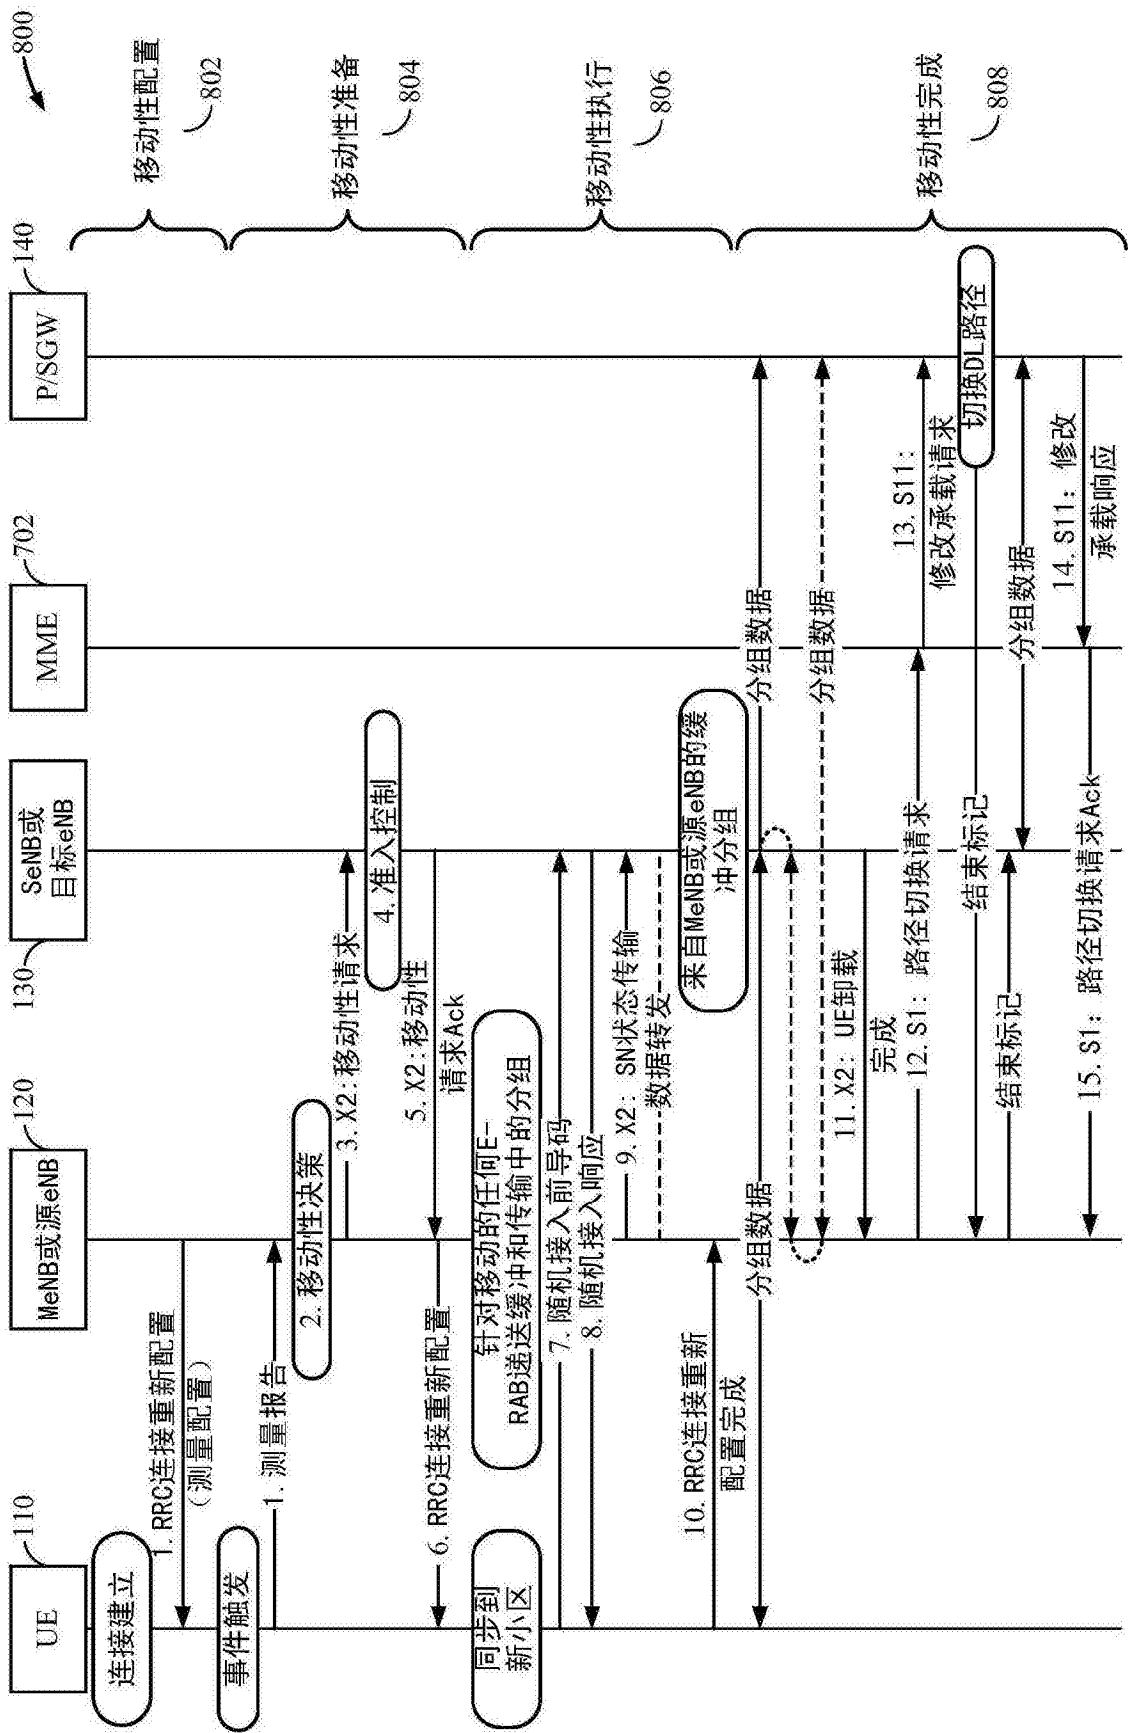 800
UE
110
MeNB或源eNB
120
SeNB或
目标eNB
130
MME
702
P/SGW
140
移动性配置
802
连接建立
1. RRC连接重新配置
（测量配置）
事件触发
移动性准备
804
1. 测量报告
2. 移动性决策
3. X2:移动性请求
4. 准入控制
5. X2:移动性
请求Ack
6. RRC连接重新配置
移动性执行
806
同步到
新小区
针对移动的任何E-
RAB递送缓冲和传输中的分组
7. 随机接入前导码
8. 随机接入响应
9. X2: SN状态传输
数据转发
来自MeNB或源eNB的缓
冲分组
10. RRC连接重新
配置完成
移动性完成
808
分组数据
分组数据
分组数据
11. X2: UE卸载
完成
12. S1: 路径切换请求
13. S11:
修改承载请求
切换DL路径
结束标记
结束标记
分组数据
14. S11: 修改
承载响应
15. S1: 路径切换请求Ack